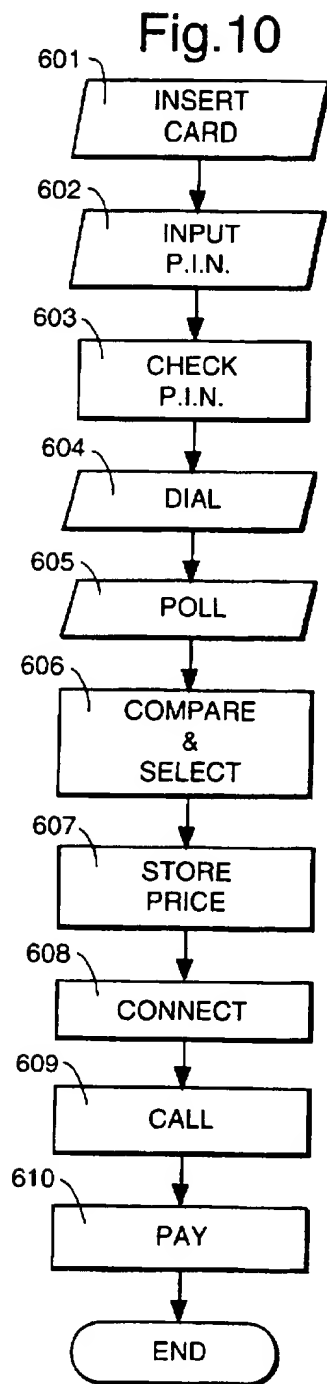 Fig.10
601
INSERT
CARD
602
INPUT
P.I.N.
603
CHECK
P.I.N.
604
DIAL
605
POLL
606
COMPARE
&
SELECT
607
STORE
PRICE
608
CONNECT
609
CALL
610
PAY
END